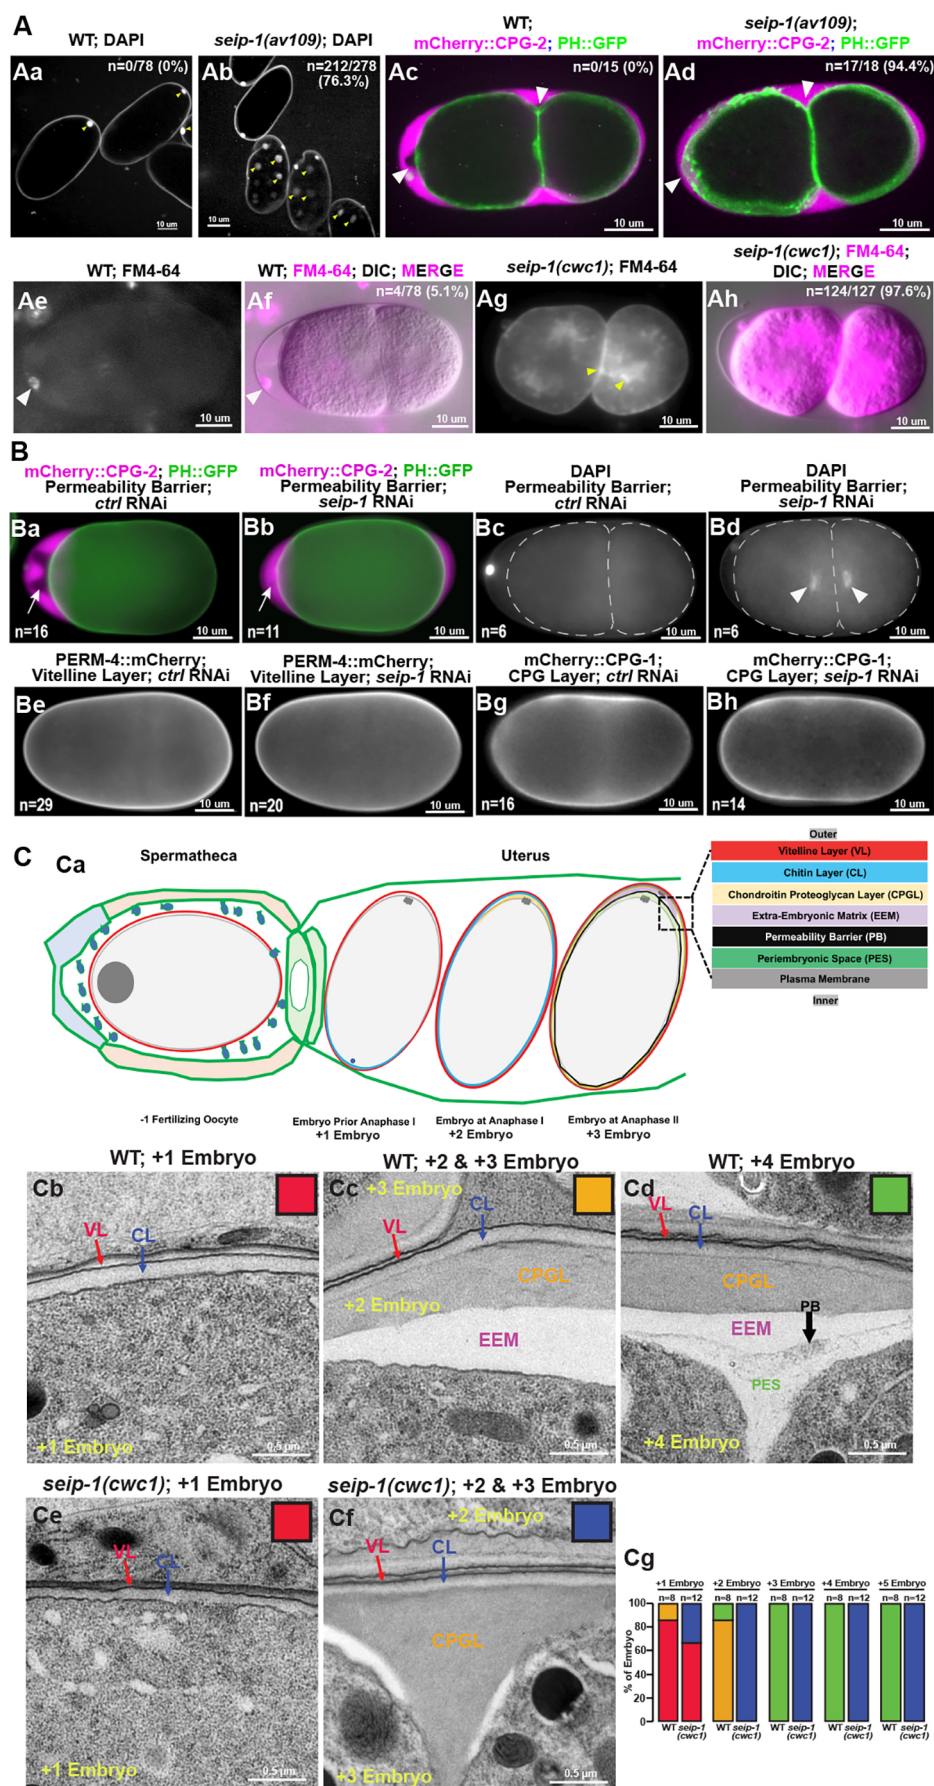 A
WT; DAPI
Aa
n=0/78 (0%)
10 um
seip-1(av109); DAPI
Ab
n=212/278
(76.3%)
10 um
WT;
mCherry::CPG-2; PH::GFP
Ac
n=0/15 (0%)
10 um
seip-1(av109);
mCherry::CPG-2; PH::GFP
Ad
n=17/18 (94.4%)
10 um
WT; FM4-64
Ae
10 um
WT; FM4-64; DIC; MERGE
Af
n=4/78 (5.1%)
10 um
seip-1(cwc1); FM4-64
Ag
10 um
seip-1(cwc1); FM4-64;
DIC; MERGE
Ah
n=124/127 (97.6%)
10 um
B
mCherry::CPG-2; PH::GFP
Permeability Barrier;
ctrl RNAi
Ba
n=16
10 um
mCherry::CPG-2; PH::GFP
Permeability Barrier;
seip-1 RNAi
Bb
n=11
10 um
DAPI
Permeability Barrier;
ctrl RNAi
Bc
n=6
10 um
DAPI
Permeability Barrier;
seip-1 RNAi
Bd
n=6
10 um
PERM-4::mCherry;
Vitelline Layer; ctrl RNAi
Be
n=29
10 um
PERM-4::mCherry;
Vitelline Layer; seip-1 RNAi
Bf
n=20
10 um
mCherry::CPG-1;
CPG Layer; ctrl RNAi
Bg
n=16
10 um
mCherry::CPG-1;
CPG Layer; seip-1 RNAi
Bh
n=14
10 um
C
Ca
Spermatheca
Uterus
Outer
Vitelline Layer (VL)
Chitin Layer (CL)
Chondroitin Proteoglycan Layer (CPGL)
Extra-Embryonic Matrix (EEM)
Permeability Barrier (PB)
Periembryonic Space (PES)
Plasma Membrane
Inner
-1 Fertilizing Oocyte
Embryo Prior Anaphase I
+1 Embryo
Embryo at Anaphase I
+2 Embryo
Embryo at Anaphase II
+3 Embryo
WT; +1 Embryo
Cb
VL
CL
+1 Embryo
0.5 µm
WT; +2 & +3 Embryo
Cc
+3 Embryo
VL
CL
CPGL
+2 Embryo
EEM
0.5 µm
WT; +4 Embryo
Cd
VL
CL
CPGL
PB
EEM
PES
+4 Embryo
0.5 µm
seip-1(cwc1); +1 Embryo
Ce
VL
CL
+1 Embryo
0.5 µm
seip-1(cwc1); +2 & +3 Embryo
Cf
+2 Embryo
VL
CL
CPGL
+3 Embryo
0.5 µm
Cg
+1 Embryo +2 Embryo +3 Embryo +4 Embryo +5 Embryo
n=8 n=12 n=8 n=12 n=8 n=12 n=8 n=12 n=8 n=12
% of Embryo
100
80
60
40
20
0
WT seip-1 WT seip-1 WT seip-1 WT seip-1 WT seip-1
(cwc1) (cwc1) (cwc1) (cwc1) (cwc1)